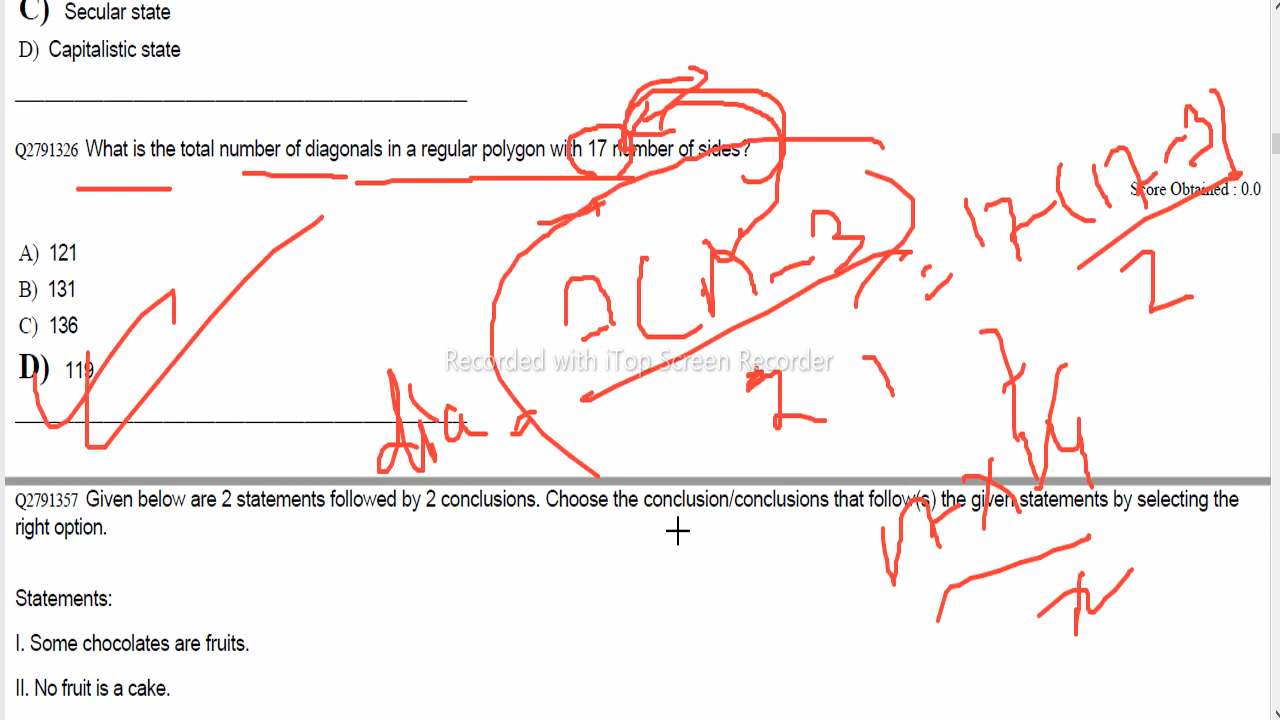 C) Secular state
D) Capitalistic state
Q2791326 What is the total number of diagonals in a regular polygon with 17 number of sides?
Score Obtained : 0.0
A) 121
B) 131
C) 136
D) 119
n(n-3)
2
Recorded with iTop Screen Recorder
Q2791357 Given below are 2 statements followed by 2 conclusions. Choose the conclusion/conclusions that follow(s) the given statements by selecting the
right option.
Statements:
I. Some chocolates are fruits.
II. No fruit is a cake.